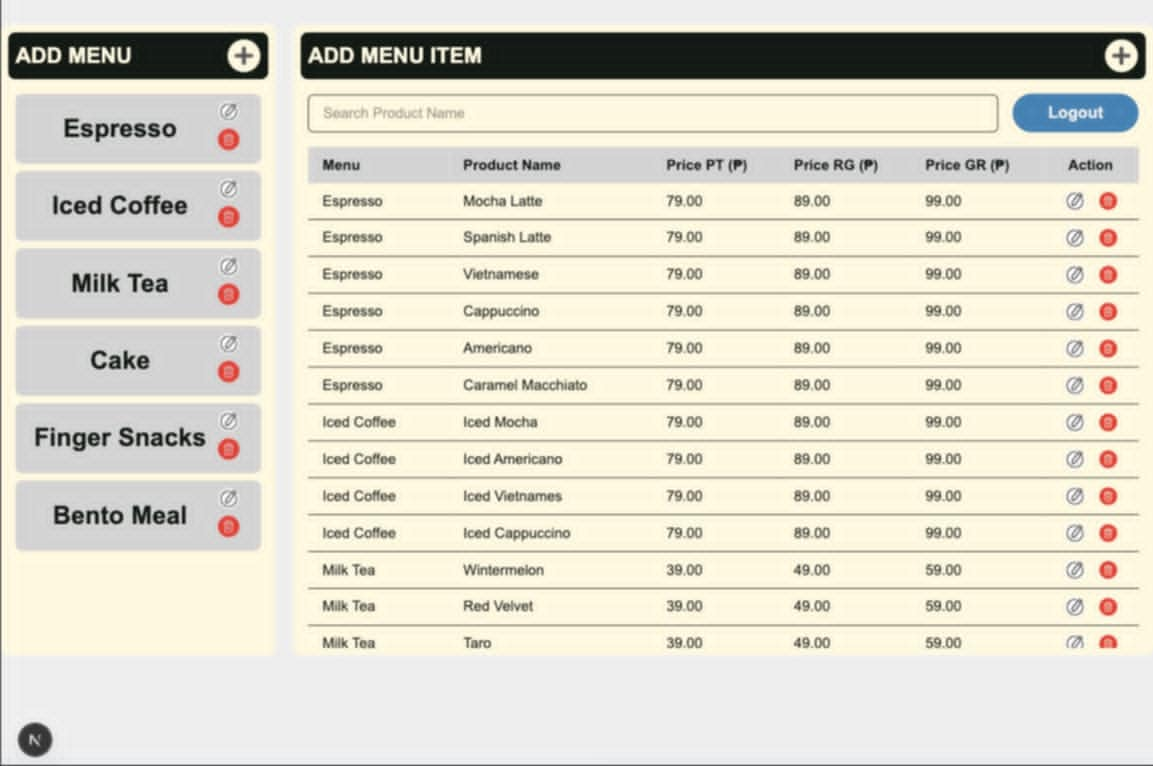 ADD MENU
Espresso
Iced Coffee
Milk Tea
Cake
Finger Snacks
Bento Meal
ADD MENU ITEM
Search Product Name
Logout
Menu Product Name Price PT (₱) Price RG (₱) Price GR (₱) Action
Espresso Mocha Latte 79.00 89.00 99.00
Espresso Spanish Latte 79.00 89.00 99.00
Espresso Vietnamese 79.00 89.00 99.00
Espresso Cappuccino 79.00 89.00 99.00
Espresso Americano 79.00 89.00 99.00
Espresso Caramel Macchiato 79.00 89.00 99.00
Iced Coffee Iced Mocha 79.00 89.00 99.00
Iced Coffee Iced Americano 79.00 89.00 99.00
Iced Coffee Iced Vietnames 79.00 89.00 99.00
Iced Coffee Iced Cappuccino 79.00 89.00 99.00
Milk Tea Wintermelon 39.00 49.00 59.00
Milk Tea Red Velvet 39.00 49.00 59.00
Milk Tea Taro 39.00 49.00 59.00
N